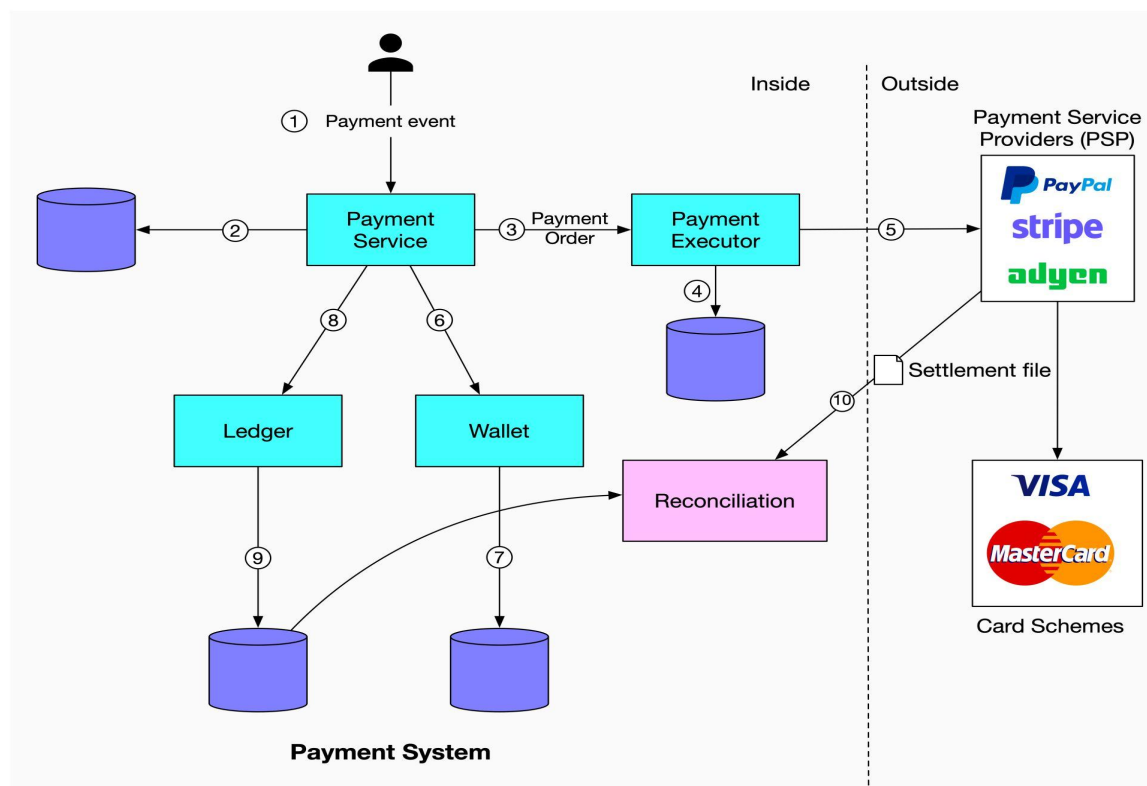 Inside
Outside
1
Payment event
Payment Service
Providers (PSP)
PayPal
stripe
adyen
2
Payment
Service
3
Payment
Order
Payment
Executor
5
4
8
6
Settlement file
10
Ledger
Wallet
Reconciliation
VISA
MasterCard
9
7
Card Schemes
Payment System